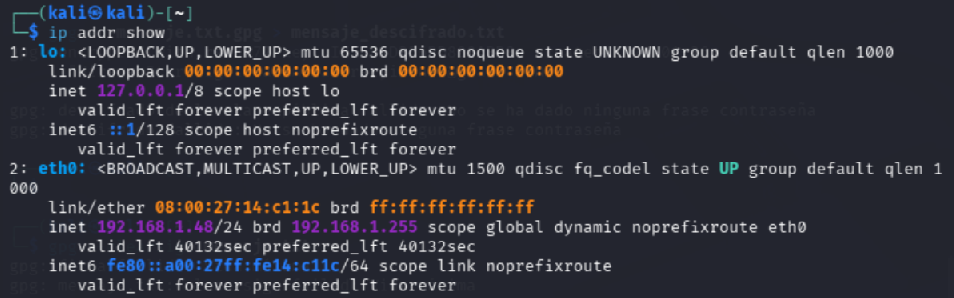 (kali㉿kali)-[~]
$ ip addr show
1: lo: <LOOPBACK,UP,LOWER_UP> mtu 65536 qdisc noqueue state UNKNOWN group default qlen 1000
link/loopback 00:00:00:00:00:00 brd 00:00:00:00:00:00
inet 127.0.0.1/8 scope host lo
valid_lft forever preferred_lft forever
inet6 ::1/128 scope host noprefixroute
valid_lft forever preferred_lft forever
2: eth0: <BROADCAST,MULTICAST,UP,LOWER_UP> mtu 1500 qdisc fq_codel state UP group default qlen 1
000
link/ether 08:00:27:14:c1:1c brd ff:ff:ff:ff:ff:ff
inet 192.168.1.48/24 brd 192.168.1.255 scope global dynamic noprefixroute eth0
valid_lft 40132sec preferred_lft 40132sec
inet6 fe80::a00:27ff:fe14:c11c/64 scope link noprefixroute
valid_lft forever preferred_lft forever